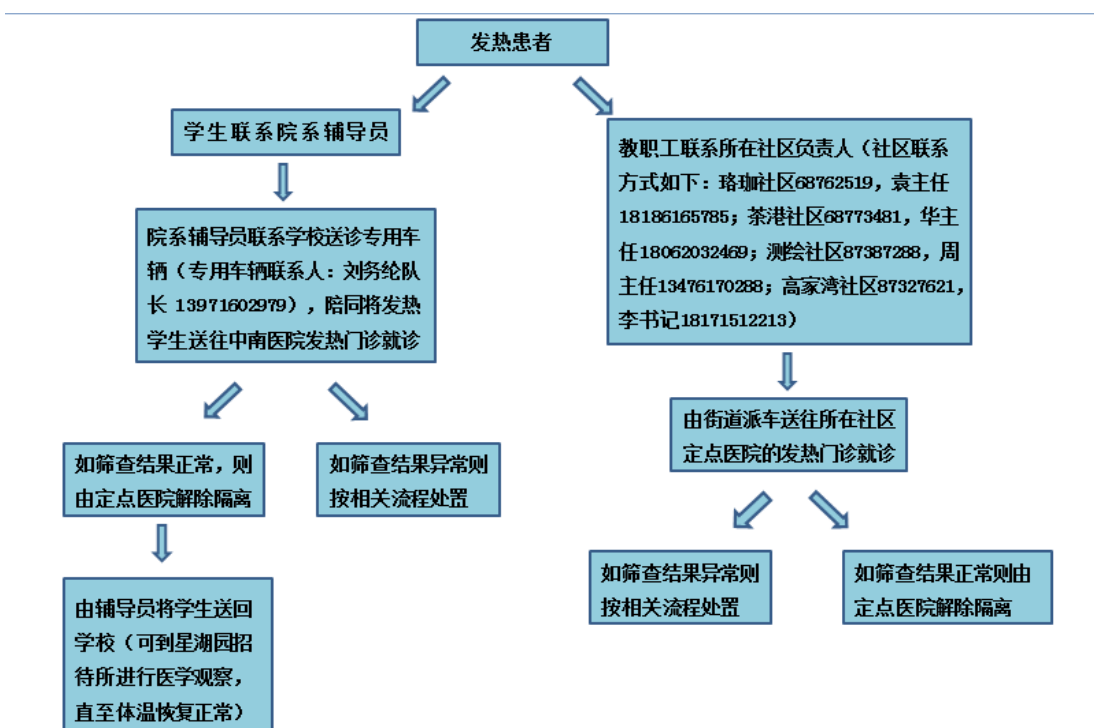 发热患者
学生联系院系辅导员
院系辅导员联系学校送诊专用车
辆（专用车辆联系人：刘务纶队
长 13971602979），陪同将发热
学生送往中南医院发热门诊就诊
如筛查结果正常，则
由定点医院解除隔离
如筛查结果异常则
按相关流程处置
由辅导员将学生送回
学校（可到星湖园招
待所进行医学观察，
直至体温恢复正常）
教职工联系所在社区负责人（社区联系
方式如下：珞珈社区68762519，袁主任
18186165785；茶港社区68773481，华主
任18062032469；测绘社区87387288，周
主任13476170288；高家湾社区87327621，
李书记18171512213）
由街道派车送往所在社区
定点医院的发热门诊就诊
如筛查结果异常则
按相关流程处置
如筛查结果正常则由
定点医院解除隔离